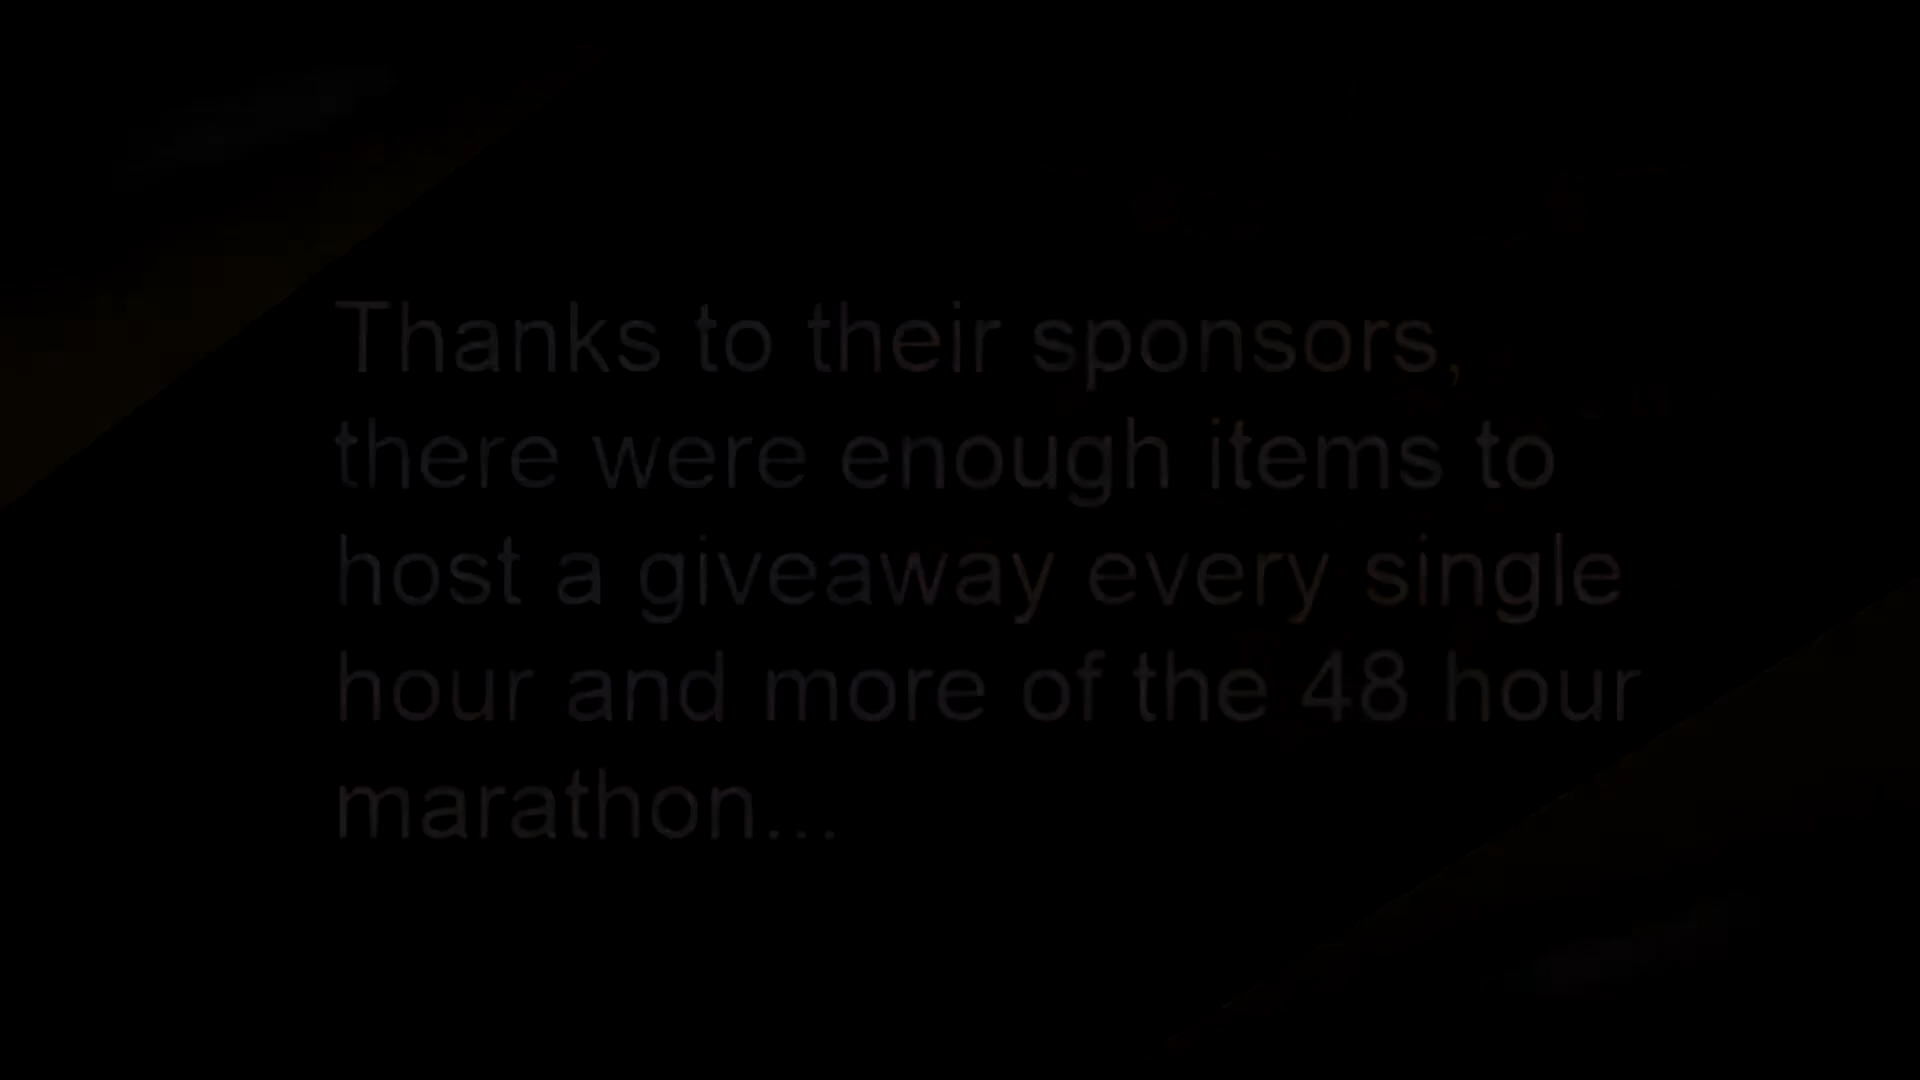 Thanks to their sponsors,
there were enough items to
host a giveaway every single
hour and more of the 48 hour
marathon...